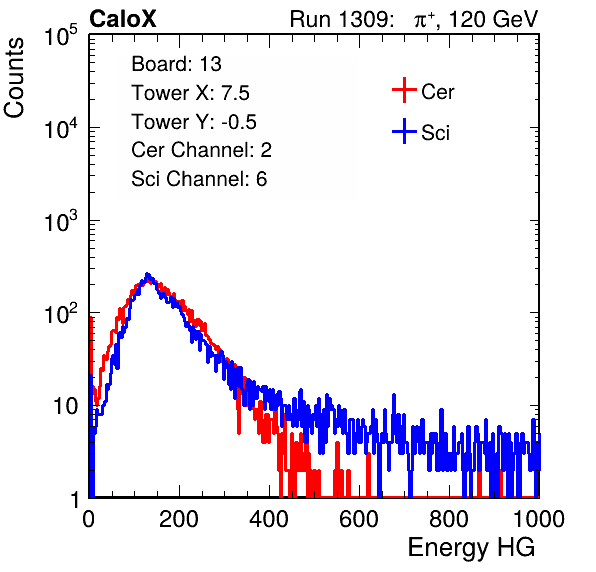 CaloX Run 1309: π⁺, 120 GeV
Counts
10⁵
10⁴
10³
10²
10
1
Board: 13
Tower X: 7.5
Tower Y: -0.5
Cer Channel: 2
Sci Channel: 6
Cer
Sci
0 200 400 600 800 1000
Energy HG